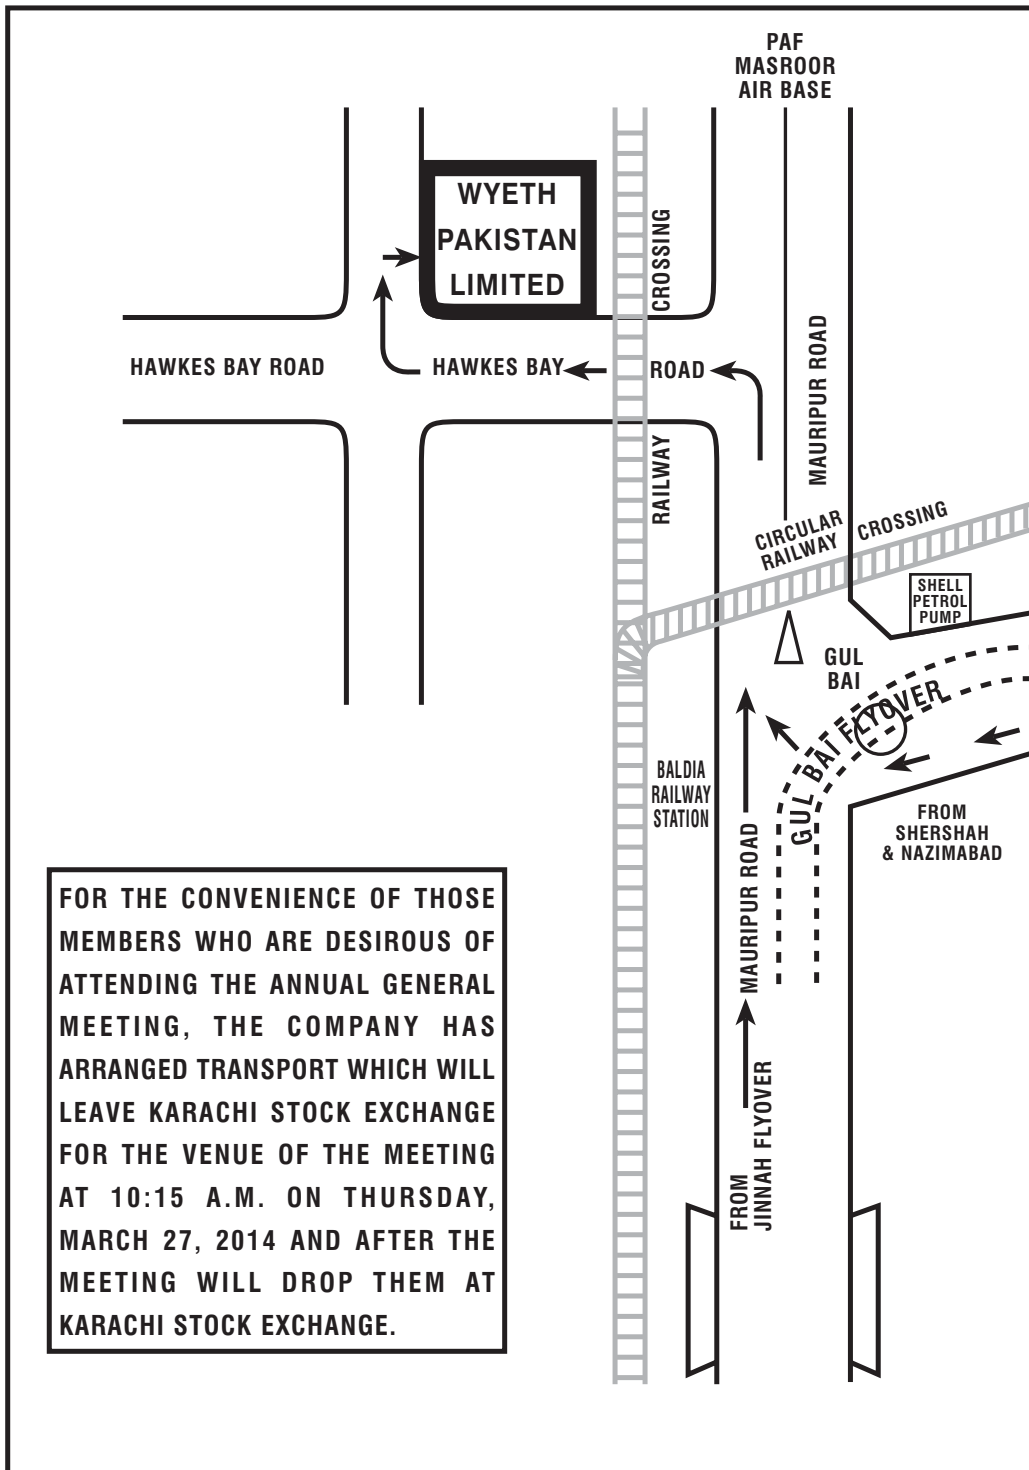 PAF
MASROOR
AIR BASE
WYETH
PAKISTAN
LIMITED
CROSSING
MAURIPUR ROAD
HAWKES BAY ROAD
HAWKES BAY
ROAD
RAILWAY
CIRCULAR
RAILWAY
CROSSING
SHELL
PETROL
PUMP
GUL
BAI
GUL BAI FLYOVER
BALDIA
RAILWAY
STATION
FROM
SHERSHAH
& NAZIMABAD
MAURIPUR ROAD
FROM
JINNAH FLYOVER
FOR THE CONVENIENCE OF THOSE
MEMBERS WHO ARE DESIROUS OF
ATTENDING THE ANNUAL GENERAL
MEETING, THE COMPANY HAS
ARRANGED TRANSPORT WHICH WILL
LEAVE KARACHI STOCK EXCHANGE
FOR THE VENUE OF THE MEETING
AT 10:15 A.M. ON THURSDAY,
MARCH 27, 2014 AND AFTER THE
MEETING WILL DROP THEM AT
KARACHI STOCK EXCHANGE.